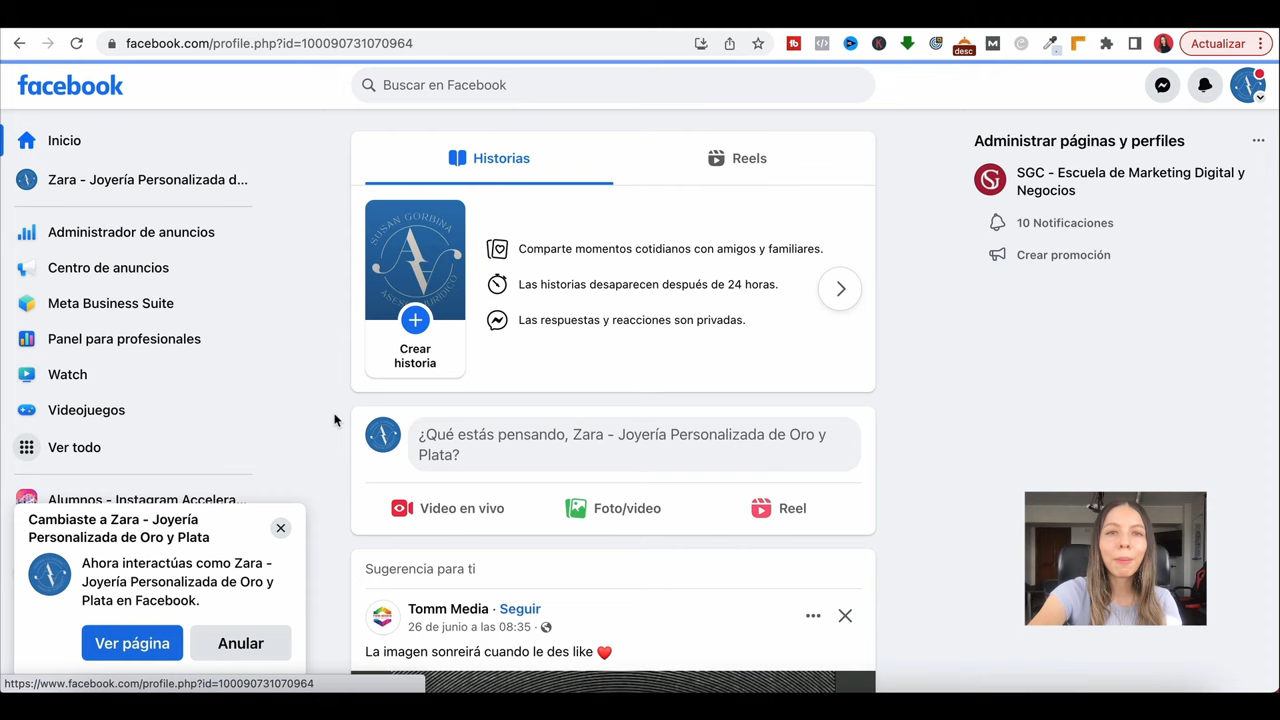 facebook.com/profile.php?id=100090731070964
desc
Actualizar
facebook
Buscar en Facebook
Inicio
Zara - Joyería Personalizada d...
Administrador de anuncios
Centro de anuncios
Meta Business Suite
Panel para profesionales
Watch
Videojuegos
Ver todo
Alumnos - Instagram Accelera...
Cambiaste a Zara - Joyería
Personalizada de Oro y Plata
Ahora interactúas como Zara -
Joyería Personalizada de Oro y
Plata en Facebook.
Ver página
Anular
https://www.facebook.com/profile.php?id=100090731070964
Historias
Reels
SUSAN GORBINA
ASESOR JURÍDICO
Crear
historia
Comparte momentos cotidianos con amigos y familiares.
Las historias desaparecen después de 24 horas.
Las respuestas y reacciones son privadas.
¿Qué estás pensando, Zara - Joyería Personalizada de Oro y
Plata?
Video en vivo
Foto/video
Reel
Sugerencia para ti
Tomm Media · Seguir
26 de junio a las 08:35 ·
La imagen sonreirá cuando le des like
Administrar páginas y perfiles
SGC - Escuela de Marketing Digital y
Negocios
10 Notificaciones
Crear promoción